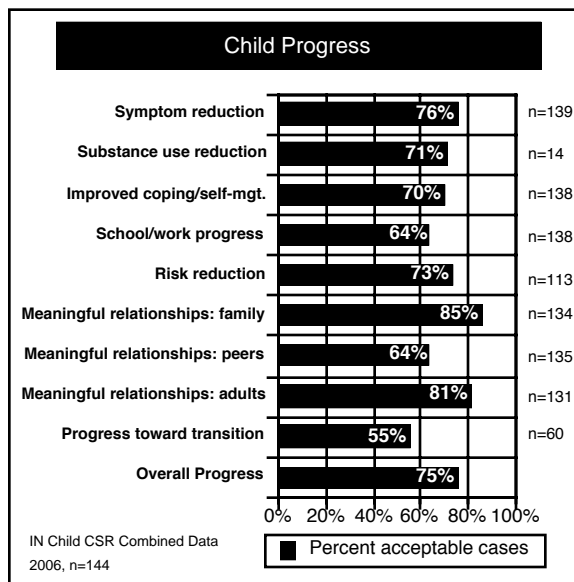 Child Progress
Symptom reduction 76% n=139
Substance use reduction 71% n=14
Improved coping/self-mgt. 70% n=138
School/work progress 64% n=138
Risk reduction 73% n=113
Meaningful relationships: family 85% n=134
Meaningful relationships: peers 64% n=135
Meaningful relationships: adults 81% n=131
Progress toward transition 55% n=60
Overall Progress 75%
0% 20% 40% 60% 80% 100%
IN Child CSR Combined Data
2006, n=144
Percent acceptable cases